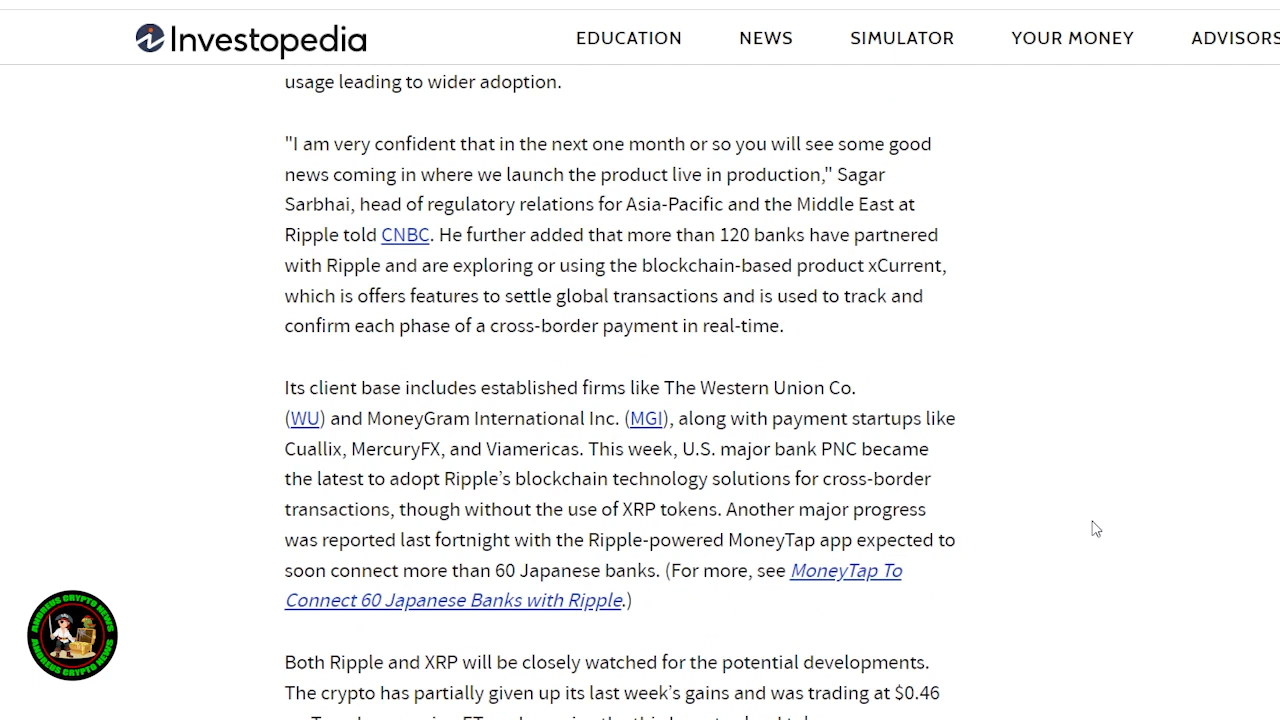 Investopedia
EDUCATION NEWS SIMULATOR YOUR MONEY ADVISORS
usage leading to wider adoption.
"I am very confident that in the next one month or so you will see some good
news coming in where we launch the product live in production," Sagar
Sarbhai, head of regulatory relations for Asia-Pacific and the Middle East at
Ripple told CNBC. He further added that more than 120 banks have partnered
with Ripple and are exploring or using the blockchain-based product xCurrent,
which is offers features to settle global transactions and is used to track and
confirm each phase of a cross-border payment in real-time.
Its client base includes established firms like The Western Union Co.
(WU) and MoneyGram International Inc. (MGI), along with payment startups like
Cuallix, MercuryFX, and Viamericas. This week, U.S. major bank PNC became
the latest to adopt Ripple’s blockchain technology solutions for cross-border
transactions, though without the use of XRP tokens. Another major progress
was reported last fortnight with the Ripple-powered MoneyTap app expected to
soon connect more than 60 Japanese banks. (For more, see MoneyTap To
Connect 60 Japanese Banks with Ripple.)
ANDREUS CRYPTO NEWS
ANDREUS CRYPTO NEWS
Both Ripple and XRP will be closely watched for the potential developments.
The crypto has partially given up its last week’s gains and was trading at $0.46